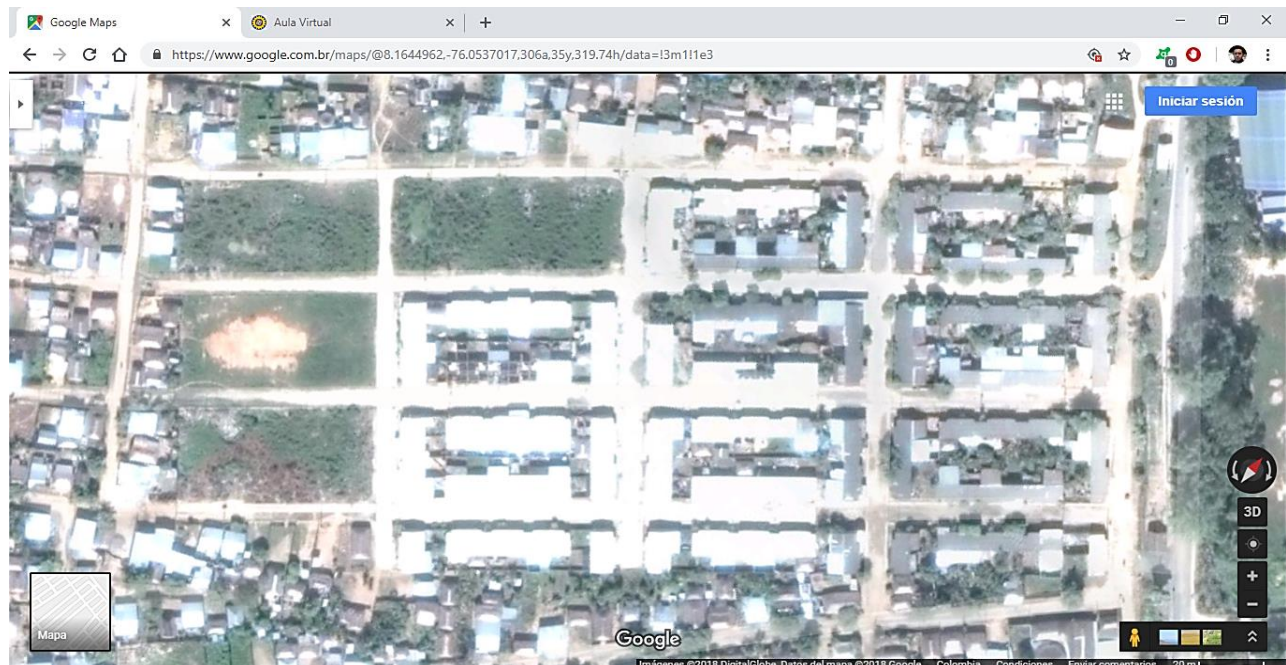 Google Maps
Aula Virtual
https://www.google.com.br/maps/@8.1644962,-76.0537017,306a,35y,319.74h/data=!3m1!1e3
0
Iniciar sesión
3D
Mapa
Google
Imágenes ©2018 DigitalGlobe, Datos del mapa ©2018 Google Colombia Condiciones Enviar comentarios 20 m